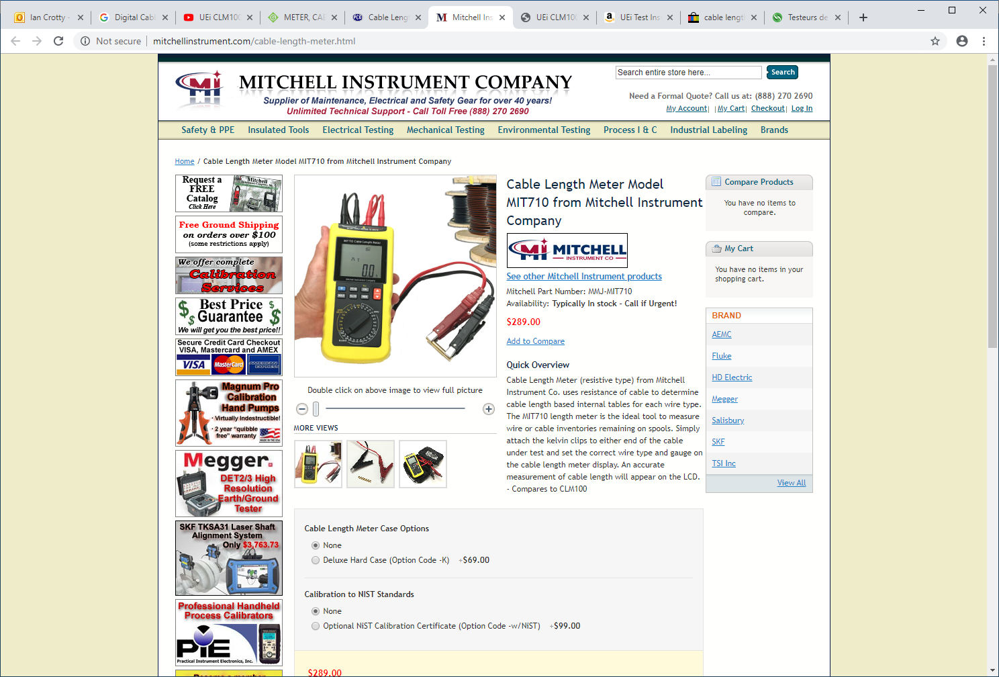 Ian Crotty -
Digital Cab
UEi CLM100
METER, CAB
Cable Leng
Mitchell Ins
UEi CLM100
UEi Test Ins
cable length
Testeurs de
Not secure
mitchellinstrument.com/cable-length-meter.html
MITCHELL INSTRUMENT COMPANY
Supplier of Maintenance, Electrical and Safety Gear for over 40 years!
Unlimited Technical Support - Call Toll Free (888) 270 2690
Search entire store here...
Search
Need a Formal Quote? Call us at: (888) 270 2690
My Account| |My Cart| Checkout| Log In
Safety & PPE
Insulated Tools
Electrical Testing
Mechanical Testing
Environmental Testing
Process I & C
Industrial Labeling
Brands
Home / Cable Length Meter Model MIT710 from Mitchell Instrument Company
Request a
FREE
Catalog
Click Here
Free Ground Shipping
on orders over $100
(some restrictions apply)
We offer complete
Calibration
Services
$ Best Price $
$ Guarantee $
We will get you the best price!!
Secure Credit Card Checkout
VISA, Mastercard and AMEX
VISA
MasterCard
AMERICAN EXPRESS
Magnum Pro
Calibration
Hand Pumps
· Virtually Indestructible!
· 2 year "quibble
free" warranty
MADE IN THE USA
Megger.
DET2/3 High
Resolution
Earth/Ground
Tester
SKF TKSA31 Laser Shaft
Alignment System
Only $3,763.73
Professional Handheld
Process Calibrators
PIE
Practical Instrument Electronics, Inc.
Become a member
Double click on above image to view full picture
MORE VIEWS
Cable Length Meter Model
MIT710 from Mitchell Instrument
Company
MITCHELL
INSTRUMENT CO
See other Mitchell Instrument products
Mitchell Part Number: MMJ-MIT710
Availability: Typically In stock - Call if Urgent!
$289.00
Add to Compare
Quick Overview
Cable Length Meter (resistive type) from Mitchell
Instrument Co. uses resistance of cable to determine
cable length based internal tables for each wire type.
The MIT710 length meter is the ideal tool to measure
wire or cable inventories remaining on spools. Simply
attach the kelvin clips to either end of the cable
under test and set the correct wire type and gauge on
the cable length meter display. An accurate
measurement of cable length will appear on the LCD.
- Compares to CLM100
Compare Products
You have no items to
compare.
My Cart
You have no items in your
shopping cart.
BRAND
AEMC
Fluke
HD Electric
Megger
Salisbury
SKF
TSI Inc
View All
Cable Length Meter Case Options
None
Deluxe Hard Case (Option Code -K) +$69.00
Calibration to NIST Standards
None
Optional NiST Calibration Certificate (Option Code -w/NiST) +$99.00
$289.00